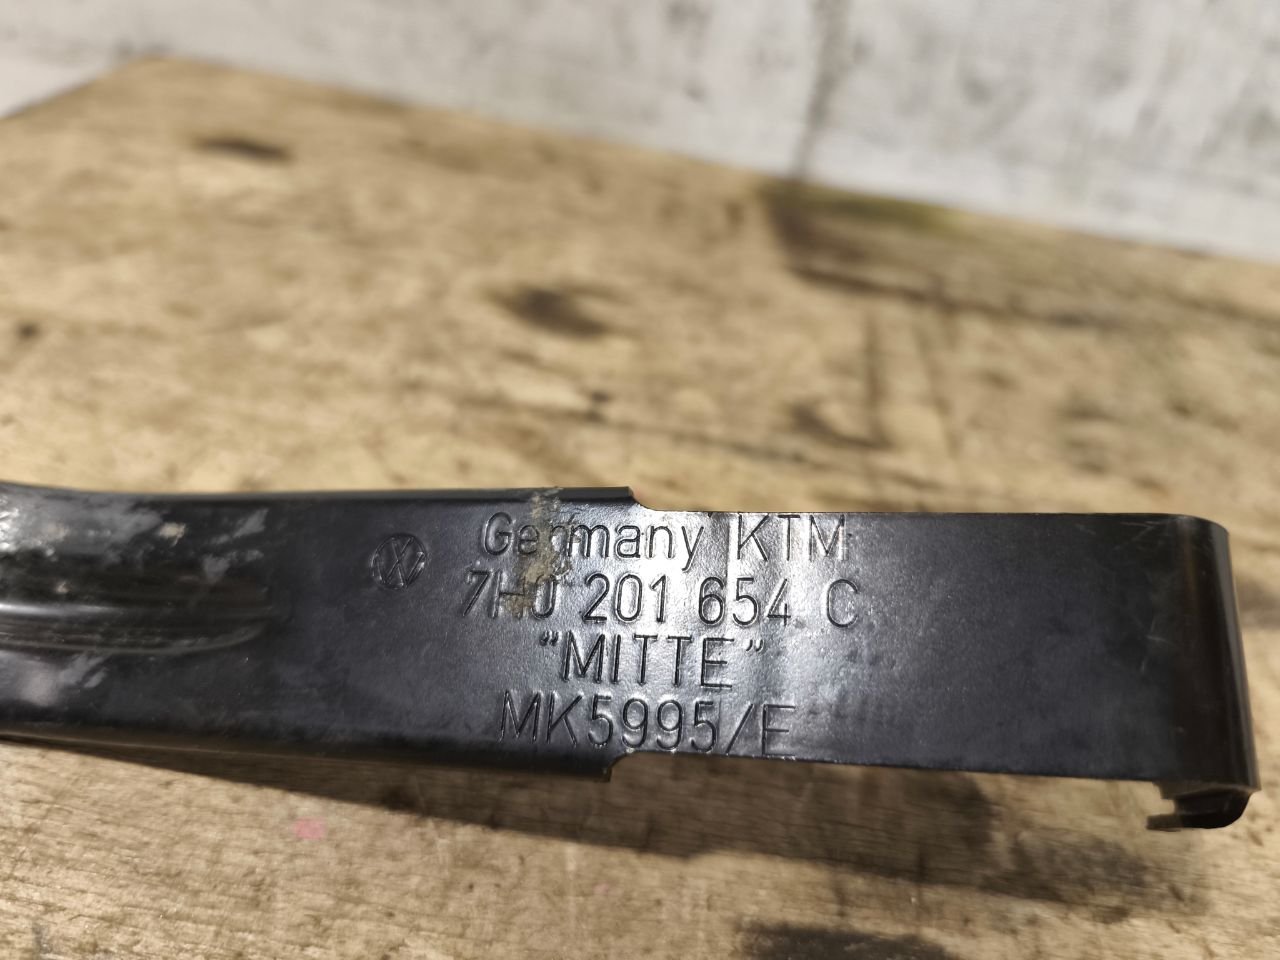 Germany KTM
7H0 201 654 C
"MITTE"
MK5995/E